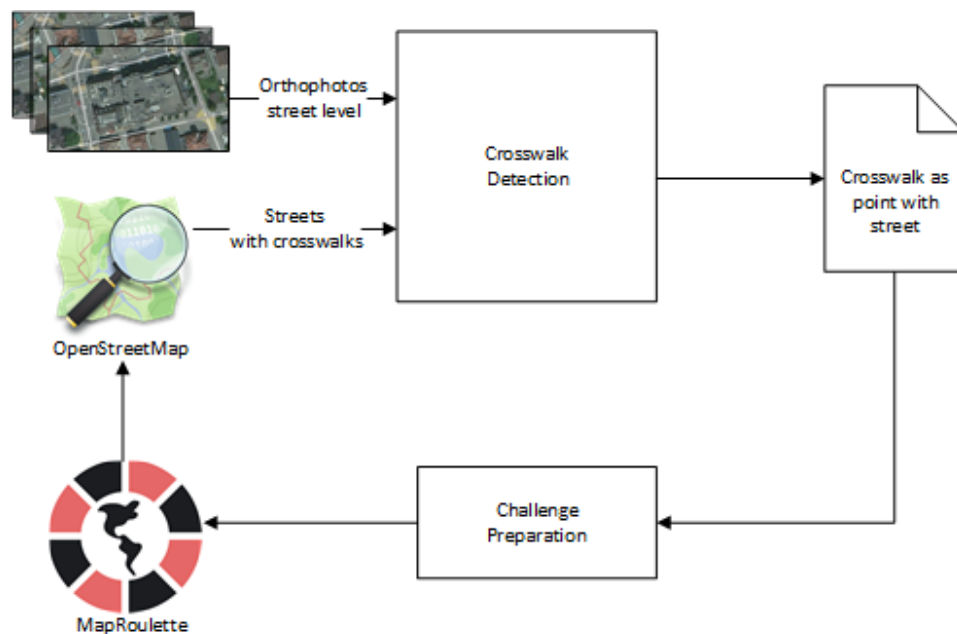 Orthophotos
street level
Crosswalk
Detection
Crosswalk as
point with
street
Streets
with crosswalks
OpenStreetMap
Challenge
Preparation
MapRoulette